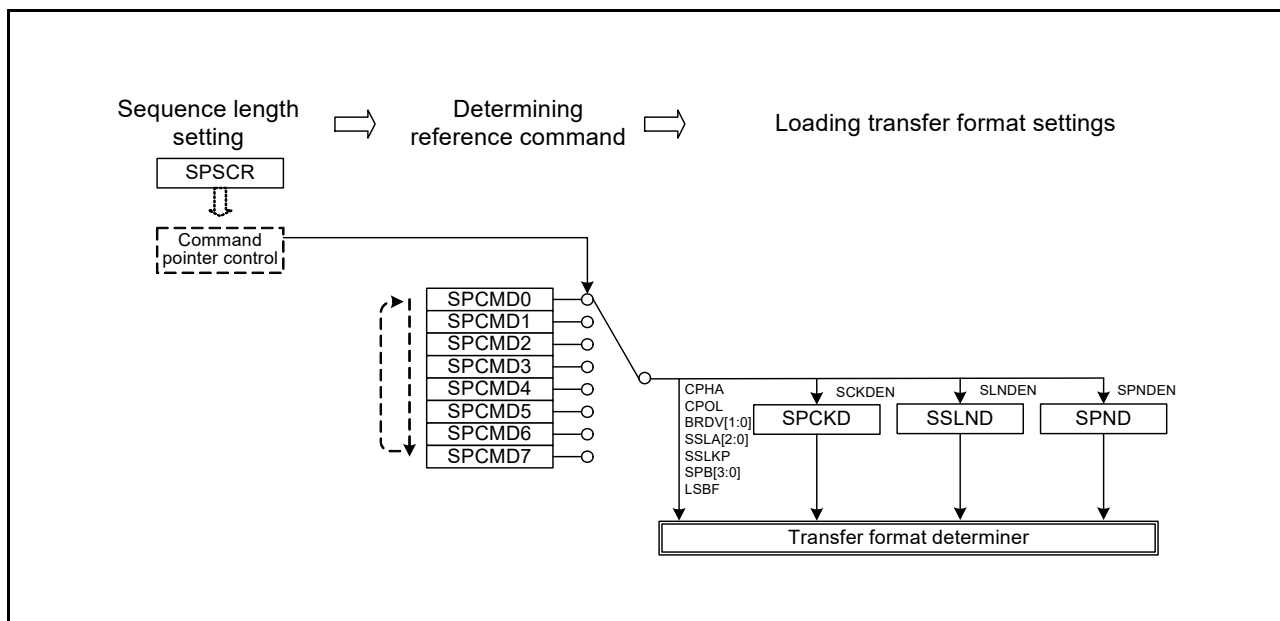 Sequence length
setting
Determining
reference command
Loading transfer format settings
SPSCR
Command
pointer control
SPCMD0
SPCMD1
SPCMD2
SPCMD3
SPCMD4
SPCMD5
SPCMD6
SPCMD7
CPHA
CPOL
BRDV[1:0]
SSLA[2:0]
SSLKP
SPB[3:0]
LSBF
SCKDEN
SPCKD
SLNDEN
SSLND
SPNDEN
SPND
Transfer format determiner